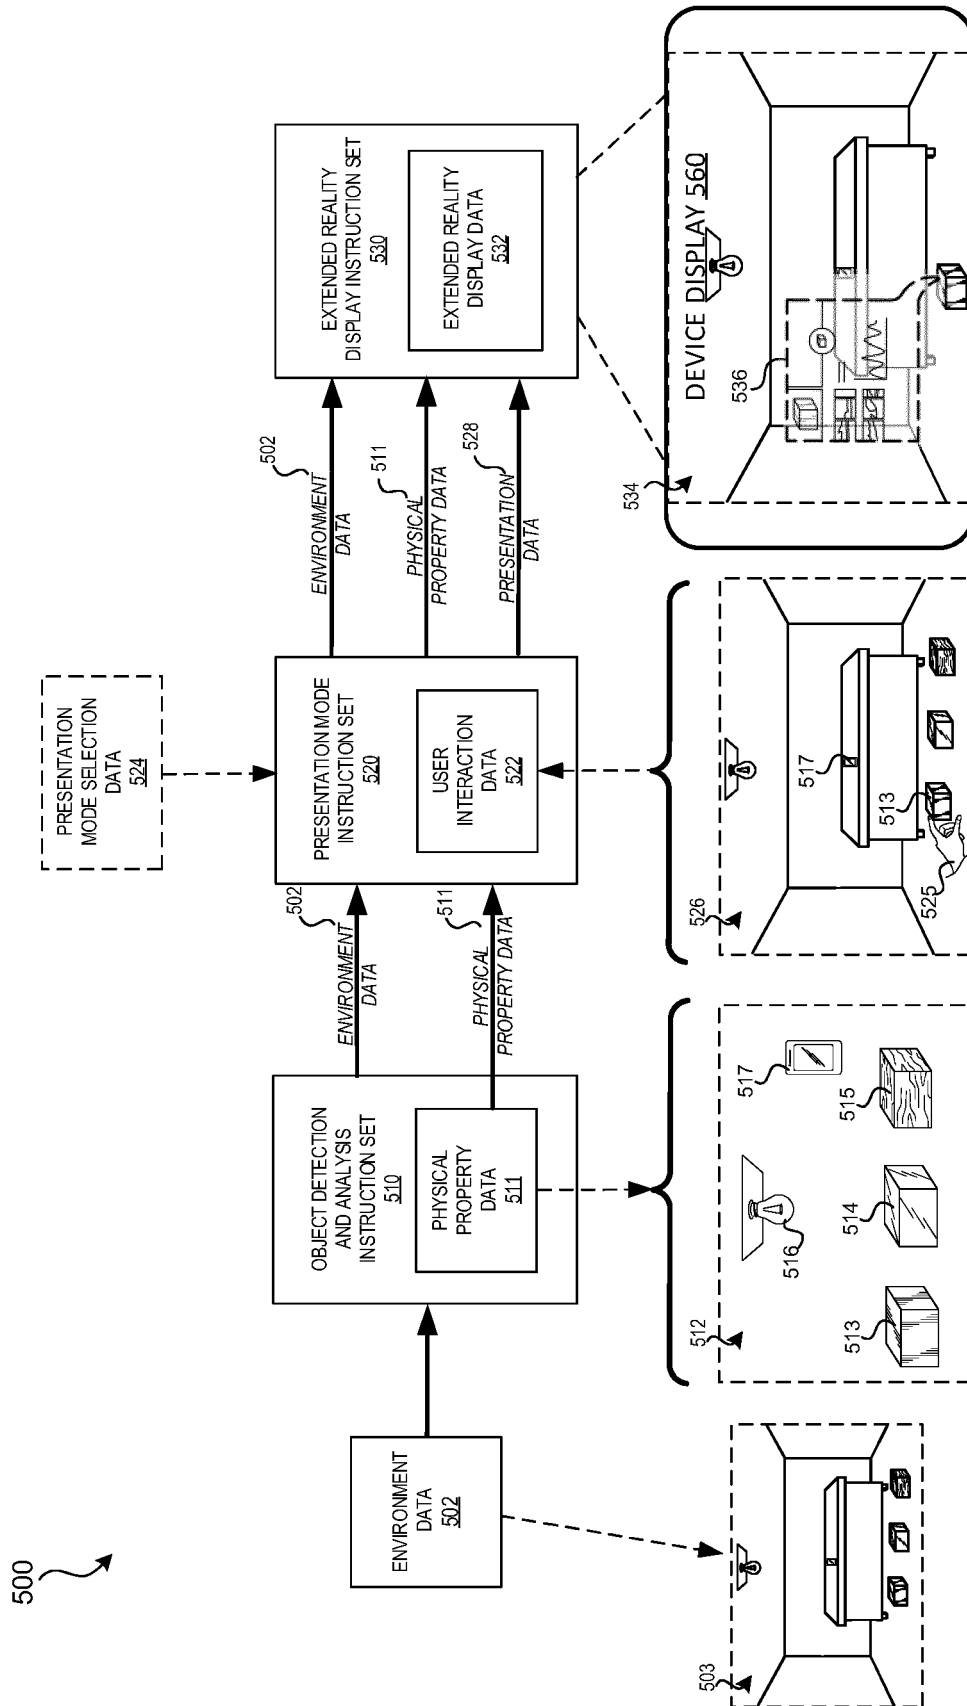 500
ENVIRONMENT
DATA
502
503
OBJECT DETECTION
AND ANALYSIS
INSTRUCTION SET
510
PHYSICAL
PROPERTY
DATA
511
512
513
514
515
516
517
502
ENVIRONMENT
DATA
511
PHYSICAL
PROPERTY DATA
PRESENTATION
MODE SELECTION
DATA
524
PRESENTATION MODE
INSTRUCTION SET
520
USER
INTERACTION
DATA
522
526
525
513
517
502
ENVIRONMENT
DATA
511
PHYSICAL
PROPERTY DATA
528
PRESENTATION
DATA
EXTENDED REALITY
DISPLAY INSTRUCTION SET
530
EXTENDED REALITY
DISPLAY DATA
532
534
DEVICE DISPLAY 560
536